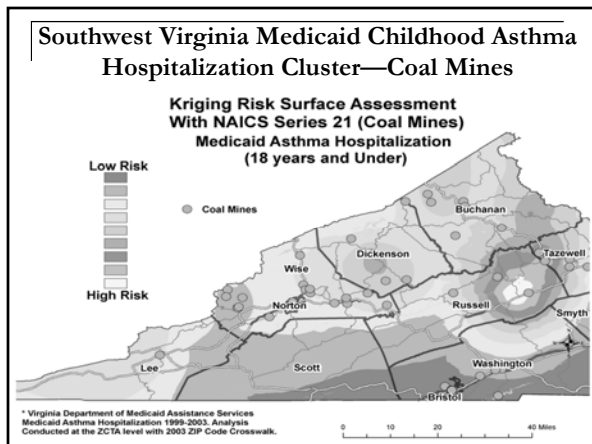 Southwest Virginia Medicaid Childhood Asthma
Hospitalization Cluster—Coal Mines
Kriging Risk Surface Assessment
With NAICS Series 21 (Coal Mines)
Medicaid Asthma Hospitalization
(18 years and Under)
Low Risk
High Risk
Coal Mines
Buchanan
Dickenson
Tazewell
Wise
Norton
Russell
Smyth
Lee
Scott
Washington
Bristol
* Virginia Department of Medicaid Assistance Services
Medicaid Asthma Hospitalization 1999-2003. Analysis
Conducted at the ZCTA level with 2003 ZIP Code Crosswalk.
0 10 20 40 Miles